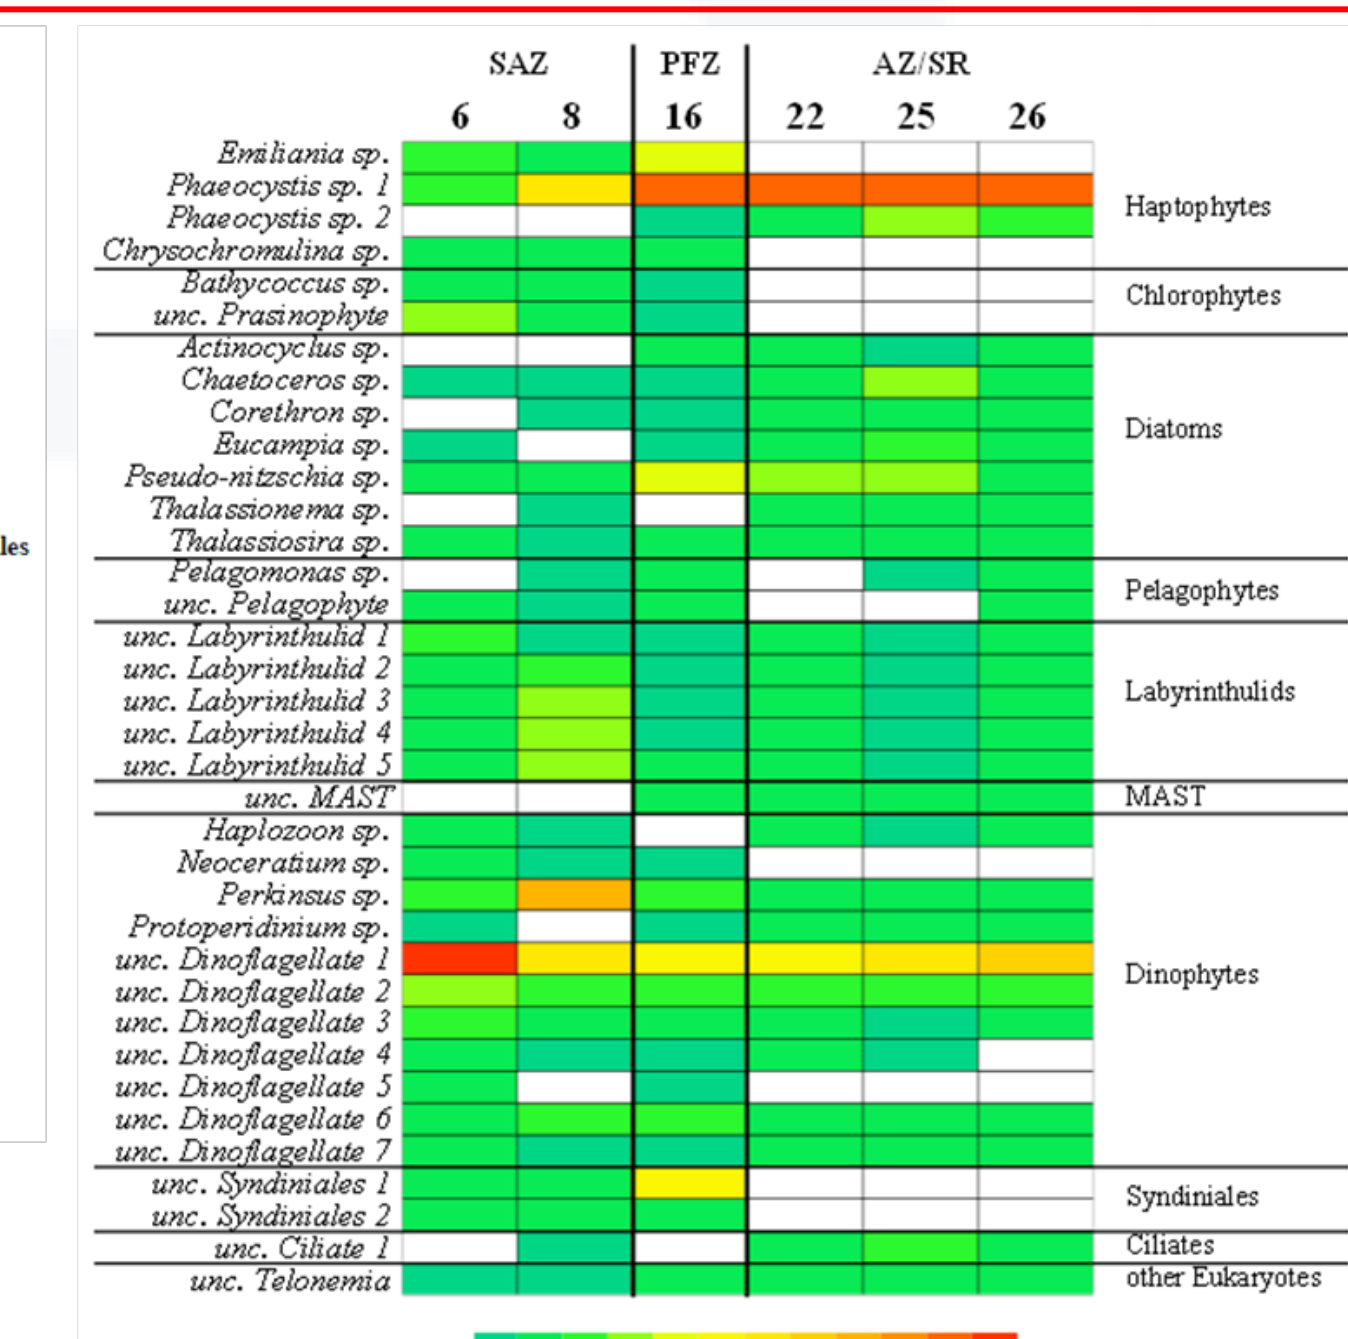 SAZ PFZ AZ/SR
6 8 16 22 25 26
Emiliania sp.
Phaeocystis sp. 1
Haptophytes
Phaeocystis sp. 2
Chrysochromulina sp.
Bathycoccus sp.
Chlorophytes
unc. Prasinophyte
Actinocyclus sp.
Chaetoceros sp.
Corethron sp.
Diatoms
Eucampia sp.
Pseudo-nitzschia sp.
Thalassionema sp.
Thalassiosira sp.
les
Pelagomonas sp.
Pelagophytes
unc. Pelagophyte
unc. Labyrinthulid 1
unc. Labyrinthulid 2
unc. Labyrinthulid 3
Labyrinthulids
unc. Labyrinthulid 4
unc. Labyrinthulid 5
unc. MAST
MAST
Haplozoon sp.
Neoceratium sp.
Perkinsus sp.
Protoperidinium sp.
unc. Dinoflagellate 1
Dinophytes
unc. Dinoflagellate 2
unc. Dinoflagellate 3
unc. Dinoflagellate 4
unc. Dinoflagellate 5
unc. Dinoflagellate 6
unc. Dinoflagellate 7
unc. Syndiniales 1
Syndiniales
unc. Syndiniales 2
unc. Ciliate 1
Ciliates
unc. Telonemia
other Eukaryotes